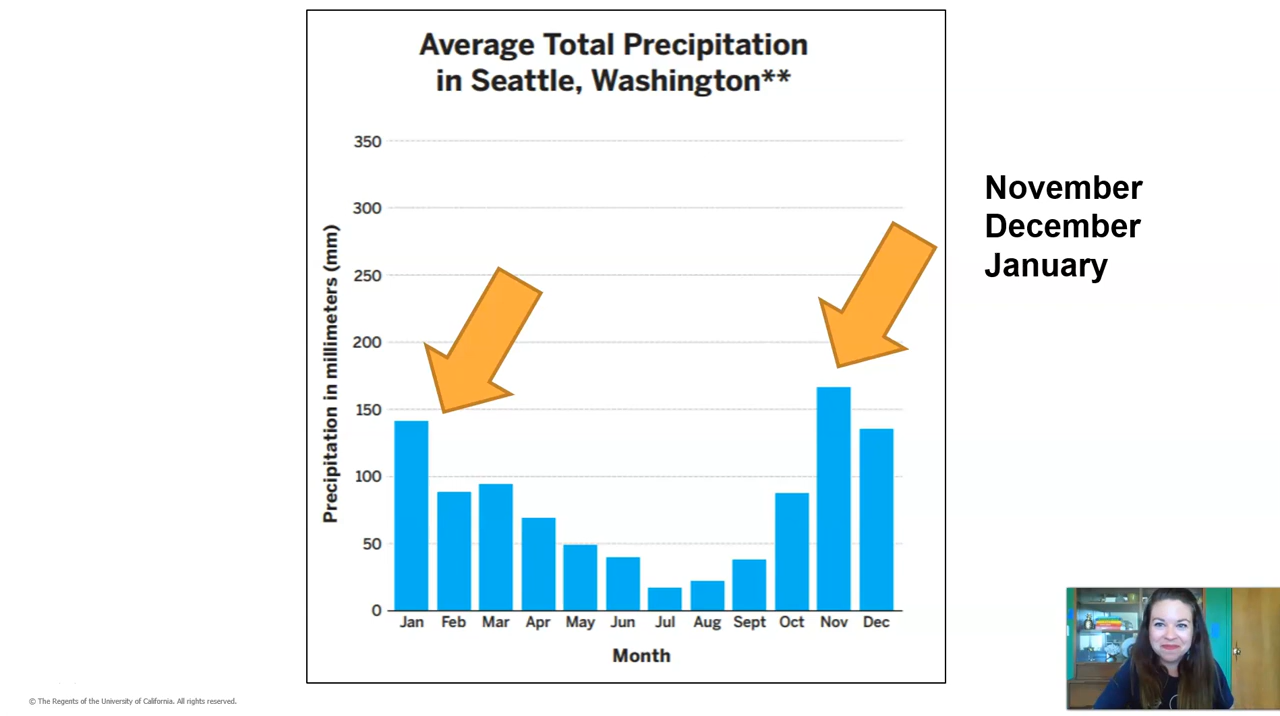 Average Total Precipitation
in Seattle, Washington**
350
300
250
200
150
100
50
0
Precipitation in millimeters (mm)
Jan Feb Mar Apr May Jun Jul Aug Sept Oct Nov Dec
Month
November
December
January
© The Regents of the University of California. All rights reserved.